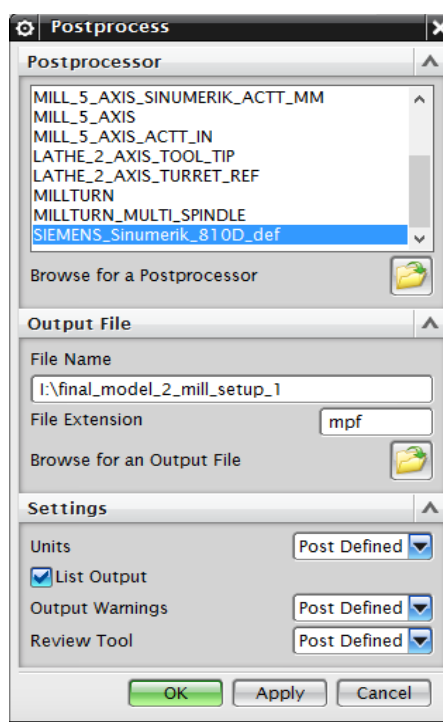 Postprocess
Postprocessor
MILL_5_AXIS_SINUMERIK_ACTT_MM
MILL_5_AXIS
MILL_5_AXIS_ACTT_IN
LATHE_2_AXIS_TOOL_TIP
LATHE_2_AXIS_TURRET_REF
MILLTURN
MILLTURN_MULTI_SPINDLE
SIEMENS_Sinumerik_810D_def
Browse for a Postprocessor
Output File
File Name
I:\final_model_2_mill_setup_1
File Extension mpf
Browse for an Output File
Settings
Units Post Defined
List Output
Output Warnings Post Defined
Review Tool Post Defined
OK Apply Cancel